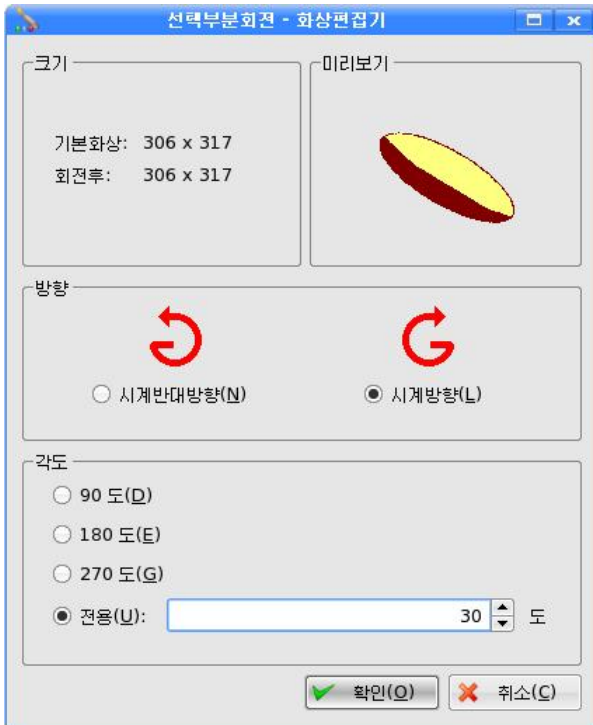 선택부분회전 - 화상편집기
크기
기본화상: 306 x 317
회전후: 306 x 317
미리보기
방향
시계반대방향(N)
시계방향(L)
각도
90 도(D)
180 도(E)
270 도(G)
전용(U): 30 도
확인(O)
취소(C)